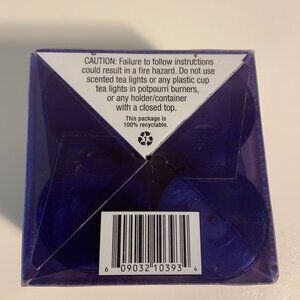 CAUTION: Failure to follow instructions
could result in a fire hazard. Do not use
scented tea lights or any plastic cup
tea lights in potpourri burners,
or any holder/container
with a closed top.
This package is
100% recyclable.
6 09032 10393 4